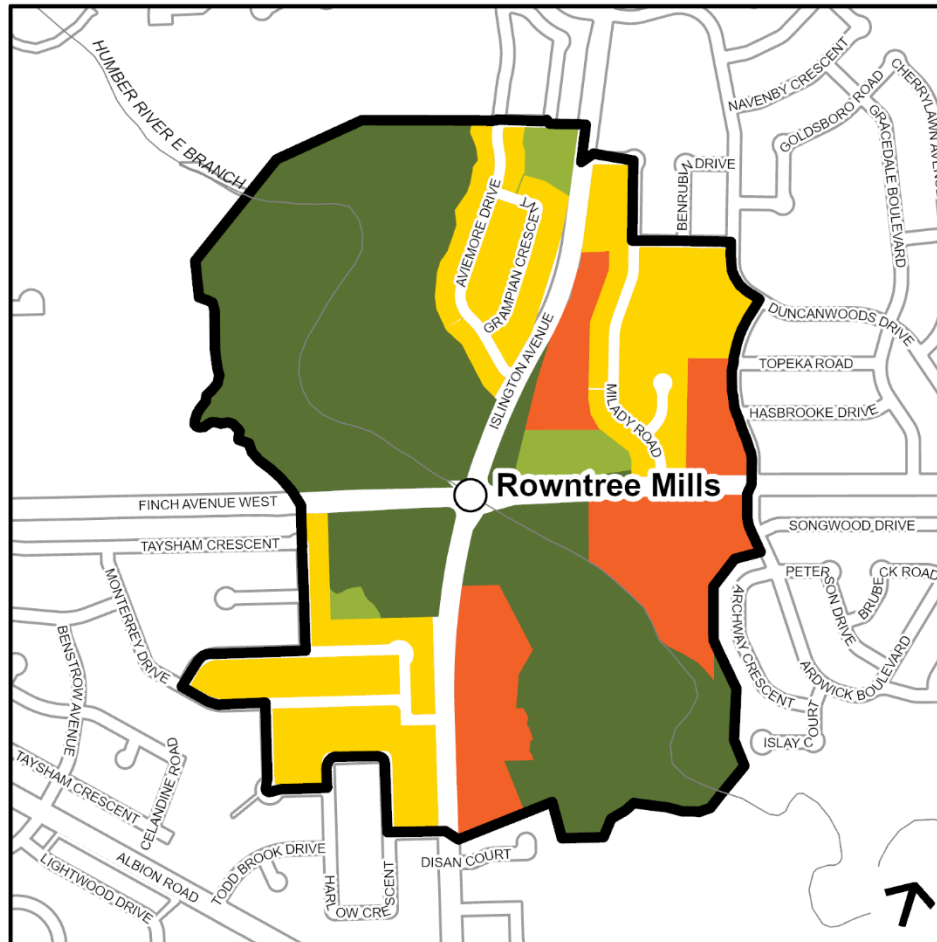 HUMBER RIVER E BRANCH
NAVENBY CRESCENT
CHERRYLAWN AVENUE
GOLDSBORO ROAD
GRACEDALE BOULEVARD
BENRUBIN DRIVE
AVIEMORE DRIVE
GRAMPIAN CRESCENT
ISLINGTON AVENUE
DUNCANWOODS DRIVE
TOPEKA ROAD
HASBROOKE DRIVE
MILADY ROAD
Rowntree Mills
FINCH AVENUE WEST
SONGWOOD DRIVE
TAYSHAM CRESCENT
PETERSON DRIVE
BRUBECK ROAD
MONTERREY DRIVE
ARCHWAY CRESCENT
ARDWICK BOULEVARD
BENSTROW AVENUE
ISLAY COURT
TAYSHAM CRESCENT
CELANDINE ROAD
ALBION ROAD
TODD BROOK DRIVE
DISAN COURT
LIGHTWOOD DRIVE
HARLOW CRESCENT